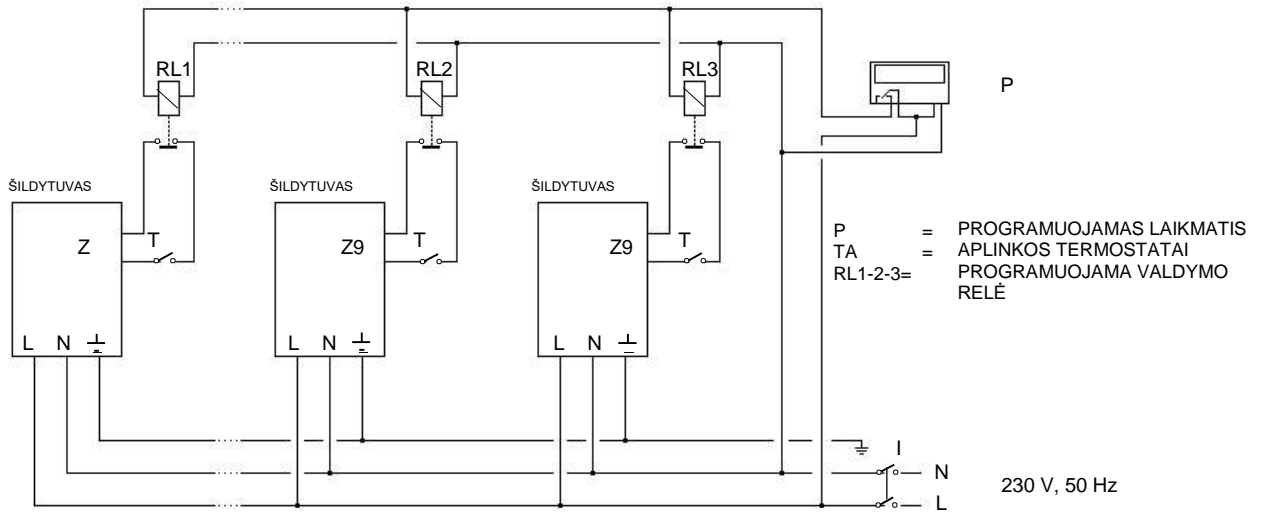 RL1 RL2 RL3
P
ŠILDYTUVAS ŠILDYTUVAS ŠILDYTUVAS
Z T Z9 T Z9 T
P = PROGRAMUOJAMAS LAIKMATIS
TA = APLINKOS TERMOSTATAI
RL1-2-3= PROGRAMUOJAMA VALDYMO
RELĖ
L N L N L N
I
N
230 V, 50 Hz
L